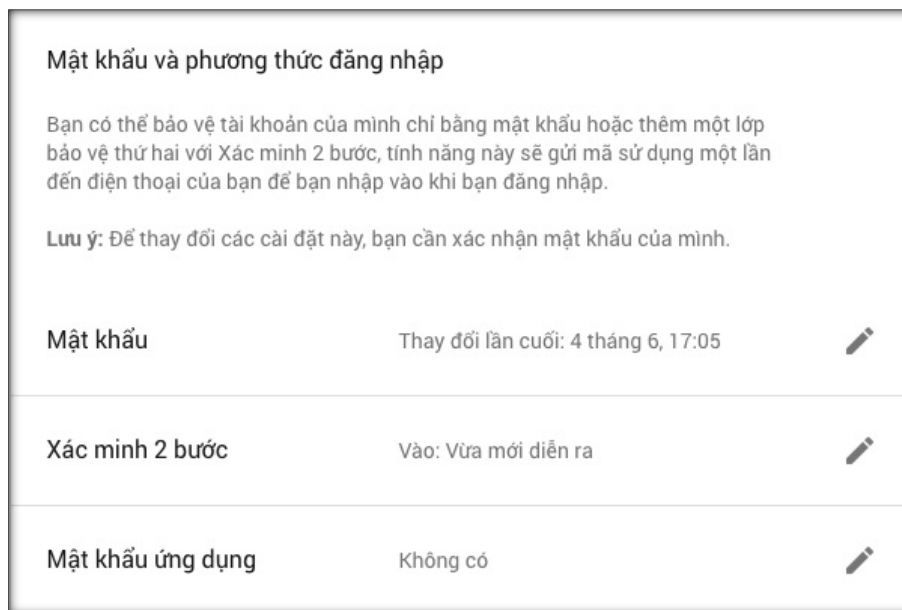 Mật khẩu và phương thức đăng nhập
Bạn có thể bảo vệ tài khoản của mình chỉ bằng mật khẩu hoặc thêm một lớp
bảo vệ thứ hai với Xác minh 2 bước, tính năng này sẽ gửi mã sử dụng một lần
đến điện thoại của bạn để bạn nhập vào khi bạn đăng nhập.
Lưu ý: Để thay đổi các cài đặt này, bạn cần xác nhận mật khẩu của mình.
Mật khẩu Thay đổi lần cuối: 4 tháng 6, 17:05
Xác minh 2 bước Vào: Vừa mới diễn ra
Mật khẩu ứng dụng Không có